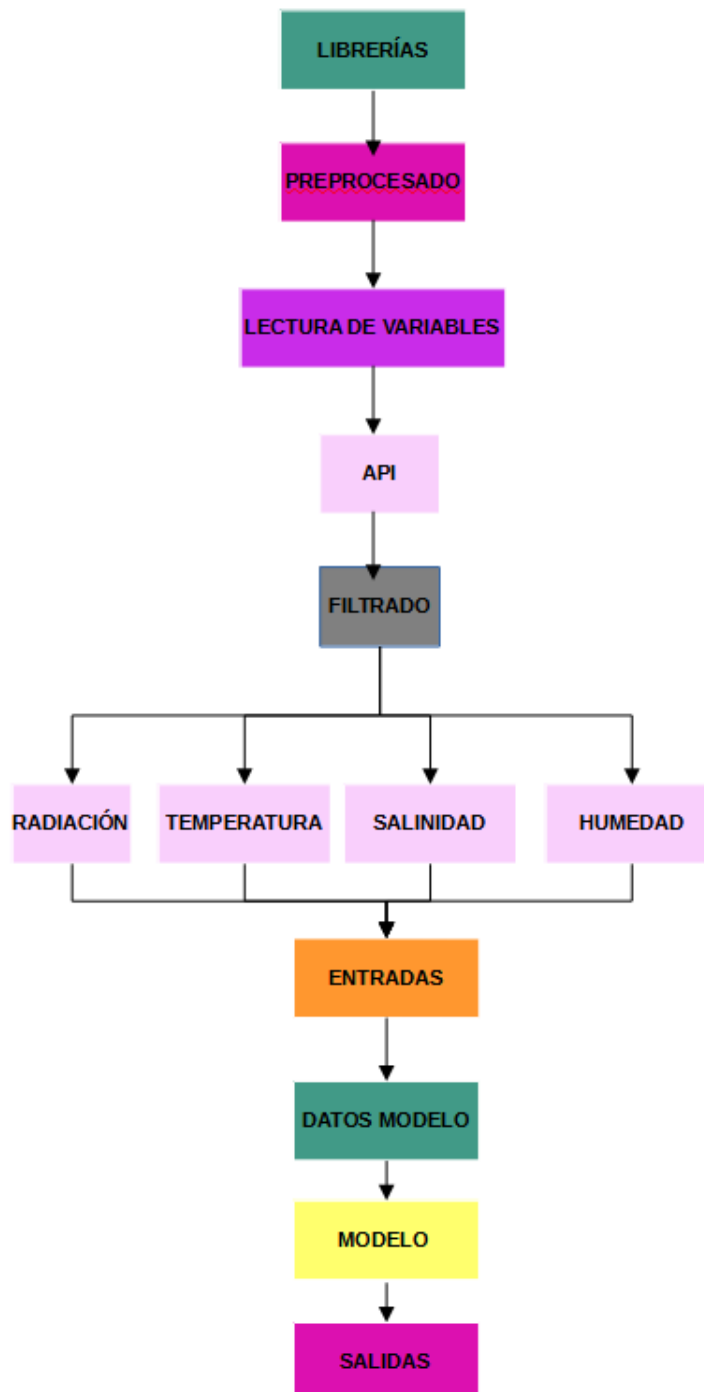 LIBRERÍAS
PREPROCESADO
LECTURA DE VARIABLES
API
FILTRADO
RADIACIÓN
TEMPERATURA
SALINIDAD
HUMEDAD
ENTRADAS
DATOS MODELO
MODELO
SALIDAS